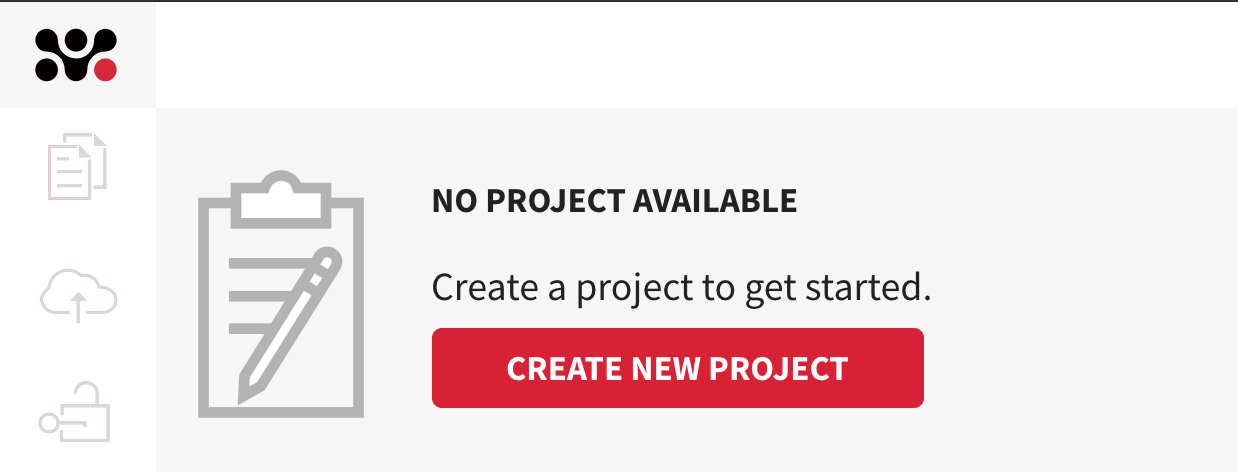 NO PROJECT AVAILABLE
Create a project to get started.
CREATE NEW PROJECT